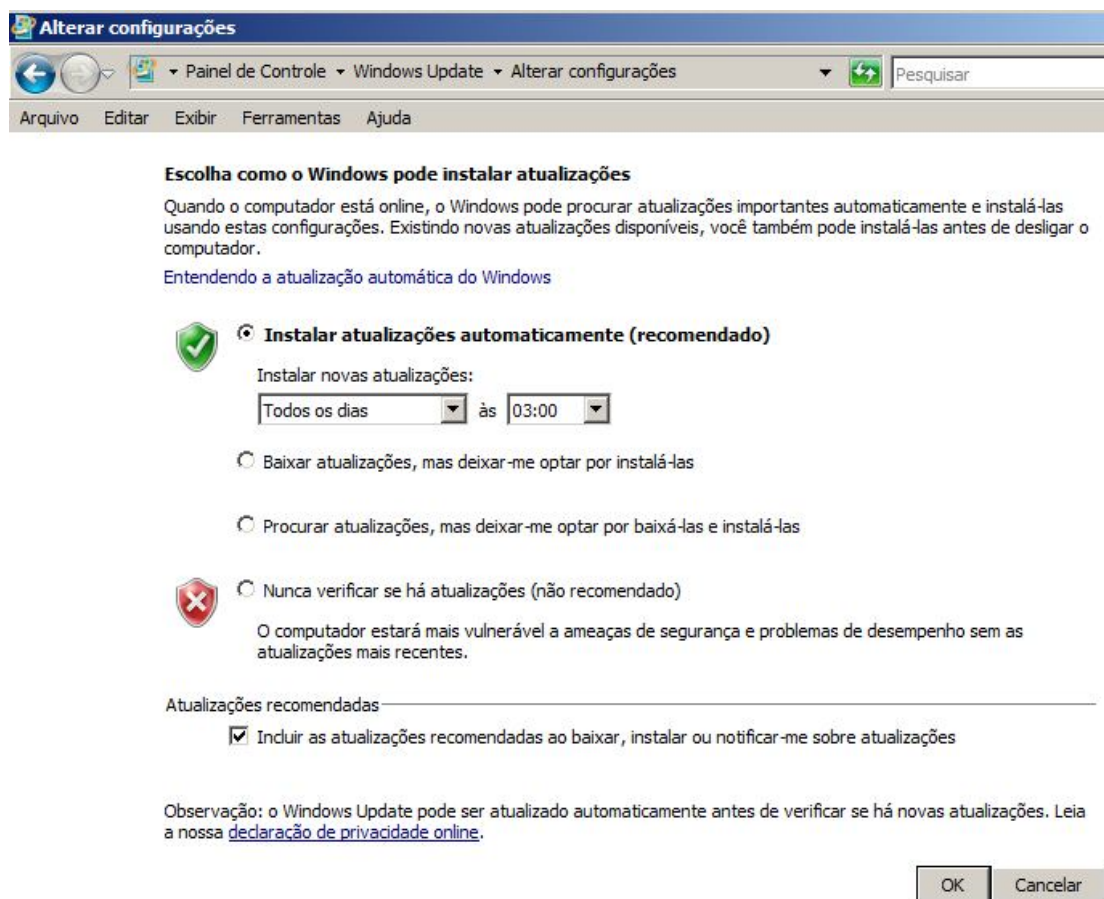 Alterar configurações
Painel de Controle Windows Update Alterar configurações Pesquisar
Arquivo Editar Exibir Ferramentas Ajuda
Escolha como o Windows pode instalar atualizações
Quando o computador está online, o Windows pode procurar atualizações importantes automaticamente e instalá-las
usando estas configurações. Existindo novas atualizações disponíveis, você também pode instalá-las antes de desligar o
computador.
Entendendo a atualização automática do Windows
Instalar atualizações automaticamente (recomendado)
Instalar novas atualizações:
Todos os dias às 03:00
Baixar atualizações, mas deixar-me optar por instalá-las
Procurar atualizações, mas deixar-me optar por baixá-las e instalá-las
Nunca verificar se há atualizações (não recomendado)
O computador estará mais vulnerável a ameaças de segurança e problemas de desempenho sem as
atualizações mais recentes.
Atualizações recomendadas
Incluir as atualizações recomendadas ao baixar, instalar ou notificar-me sobre atualizações
Observação: o Windows Update pode ser atualizado automaticamente antes de verificar se há novas atualizações. Leia
a nossa declaração de privacidade online.
OK Cancelar